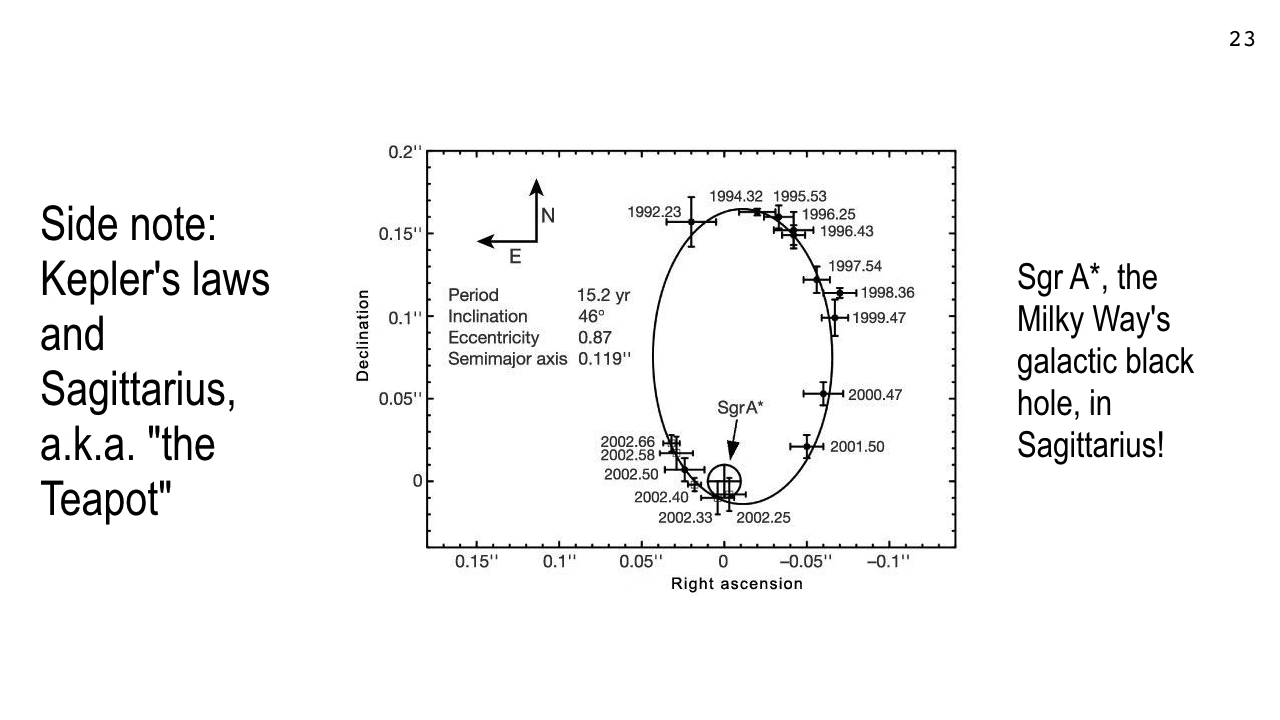 23
Side note:
Kepler's laws
and
Sagittarius,
a.k.a. "the
Teapot"
0.2''
0.15''
0.1''
0.05''
0
Declination
N
E
Period 15.2 yr
Inclination 46°
Eccentricity 0.87
Semimajor axis 0.119''
1992.23
1994.32
1995.53
1996.25
1996.43
1997.54
1998.36
1999.47
2000.47
2001.50
SgrA*
2002.66
2002.58
2002.50
2002.40
2002.33
2002.25
0.15''
0.1''
0.05''
0
−0.05''
−0.1''
Right ascension
Sgr A*, the
Milky Way's
galactic black
hole, in
Sagittarius!